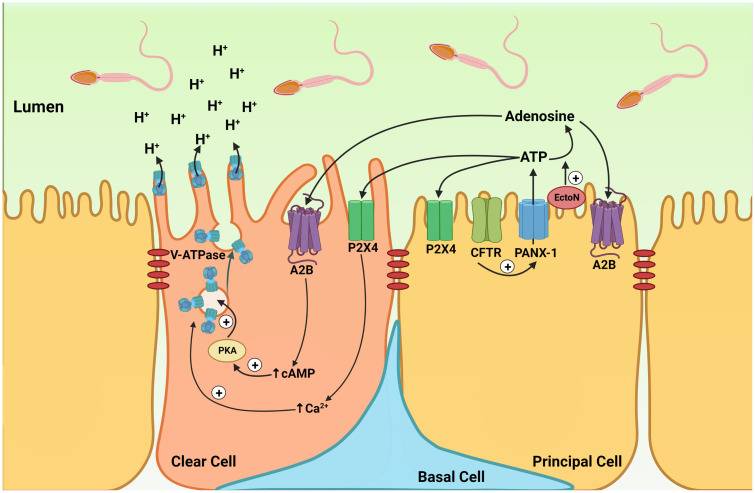 H⁺
H⁺
H⁺
H⁺
H⁺
H⁺
H⁺
H⁺
H⁺
H⁺
Lumen
Adenosine
ATP
+
EctoN
P2X4
P2X4
CFTR
PANX-1
V-ATPase
A2B
A2B
+
+
PKA
+
↑cAMP
+
↑Ca²⁺
Clear Cell
Principal Cell
Basal Cell